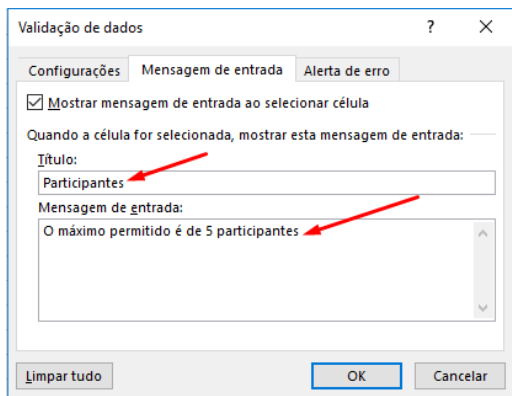 Validação de dados ? X
Configurações Mensagem de entrada Alerta de erro
Mostrar mensagem de entrada ao selecionar célula
Quando a célula for selecionada, mostrar esta mensagem de entrada:
Título:
Participantes
Mensagem de entrada:
O máximo permitido é de 5 participantes
Limpar tudo OK Cancelar